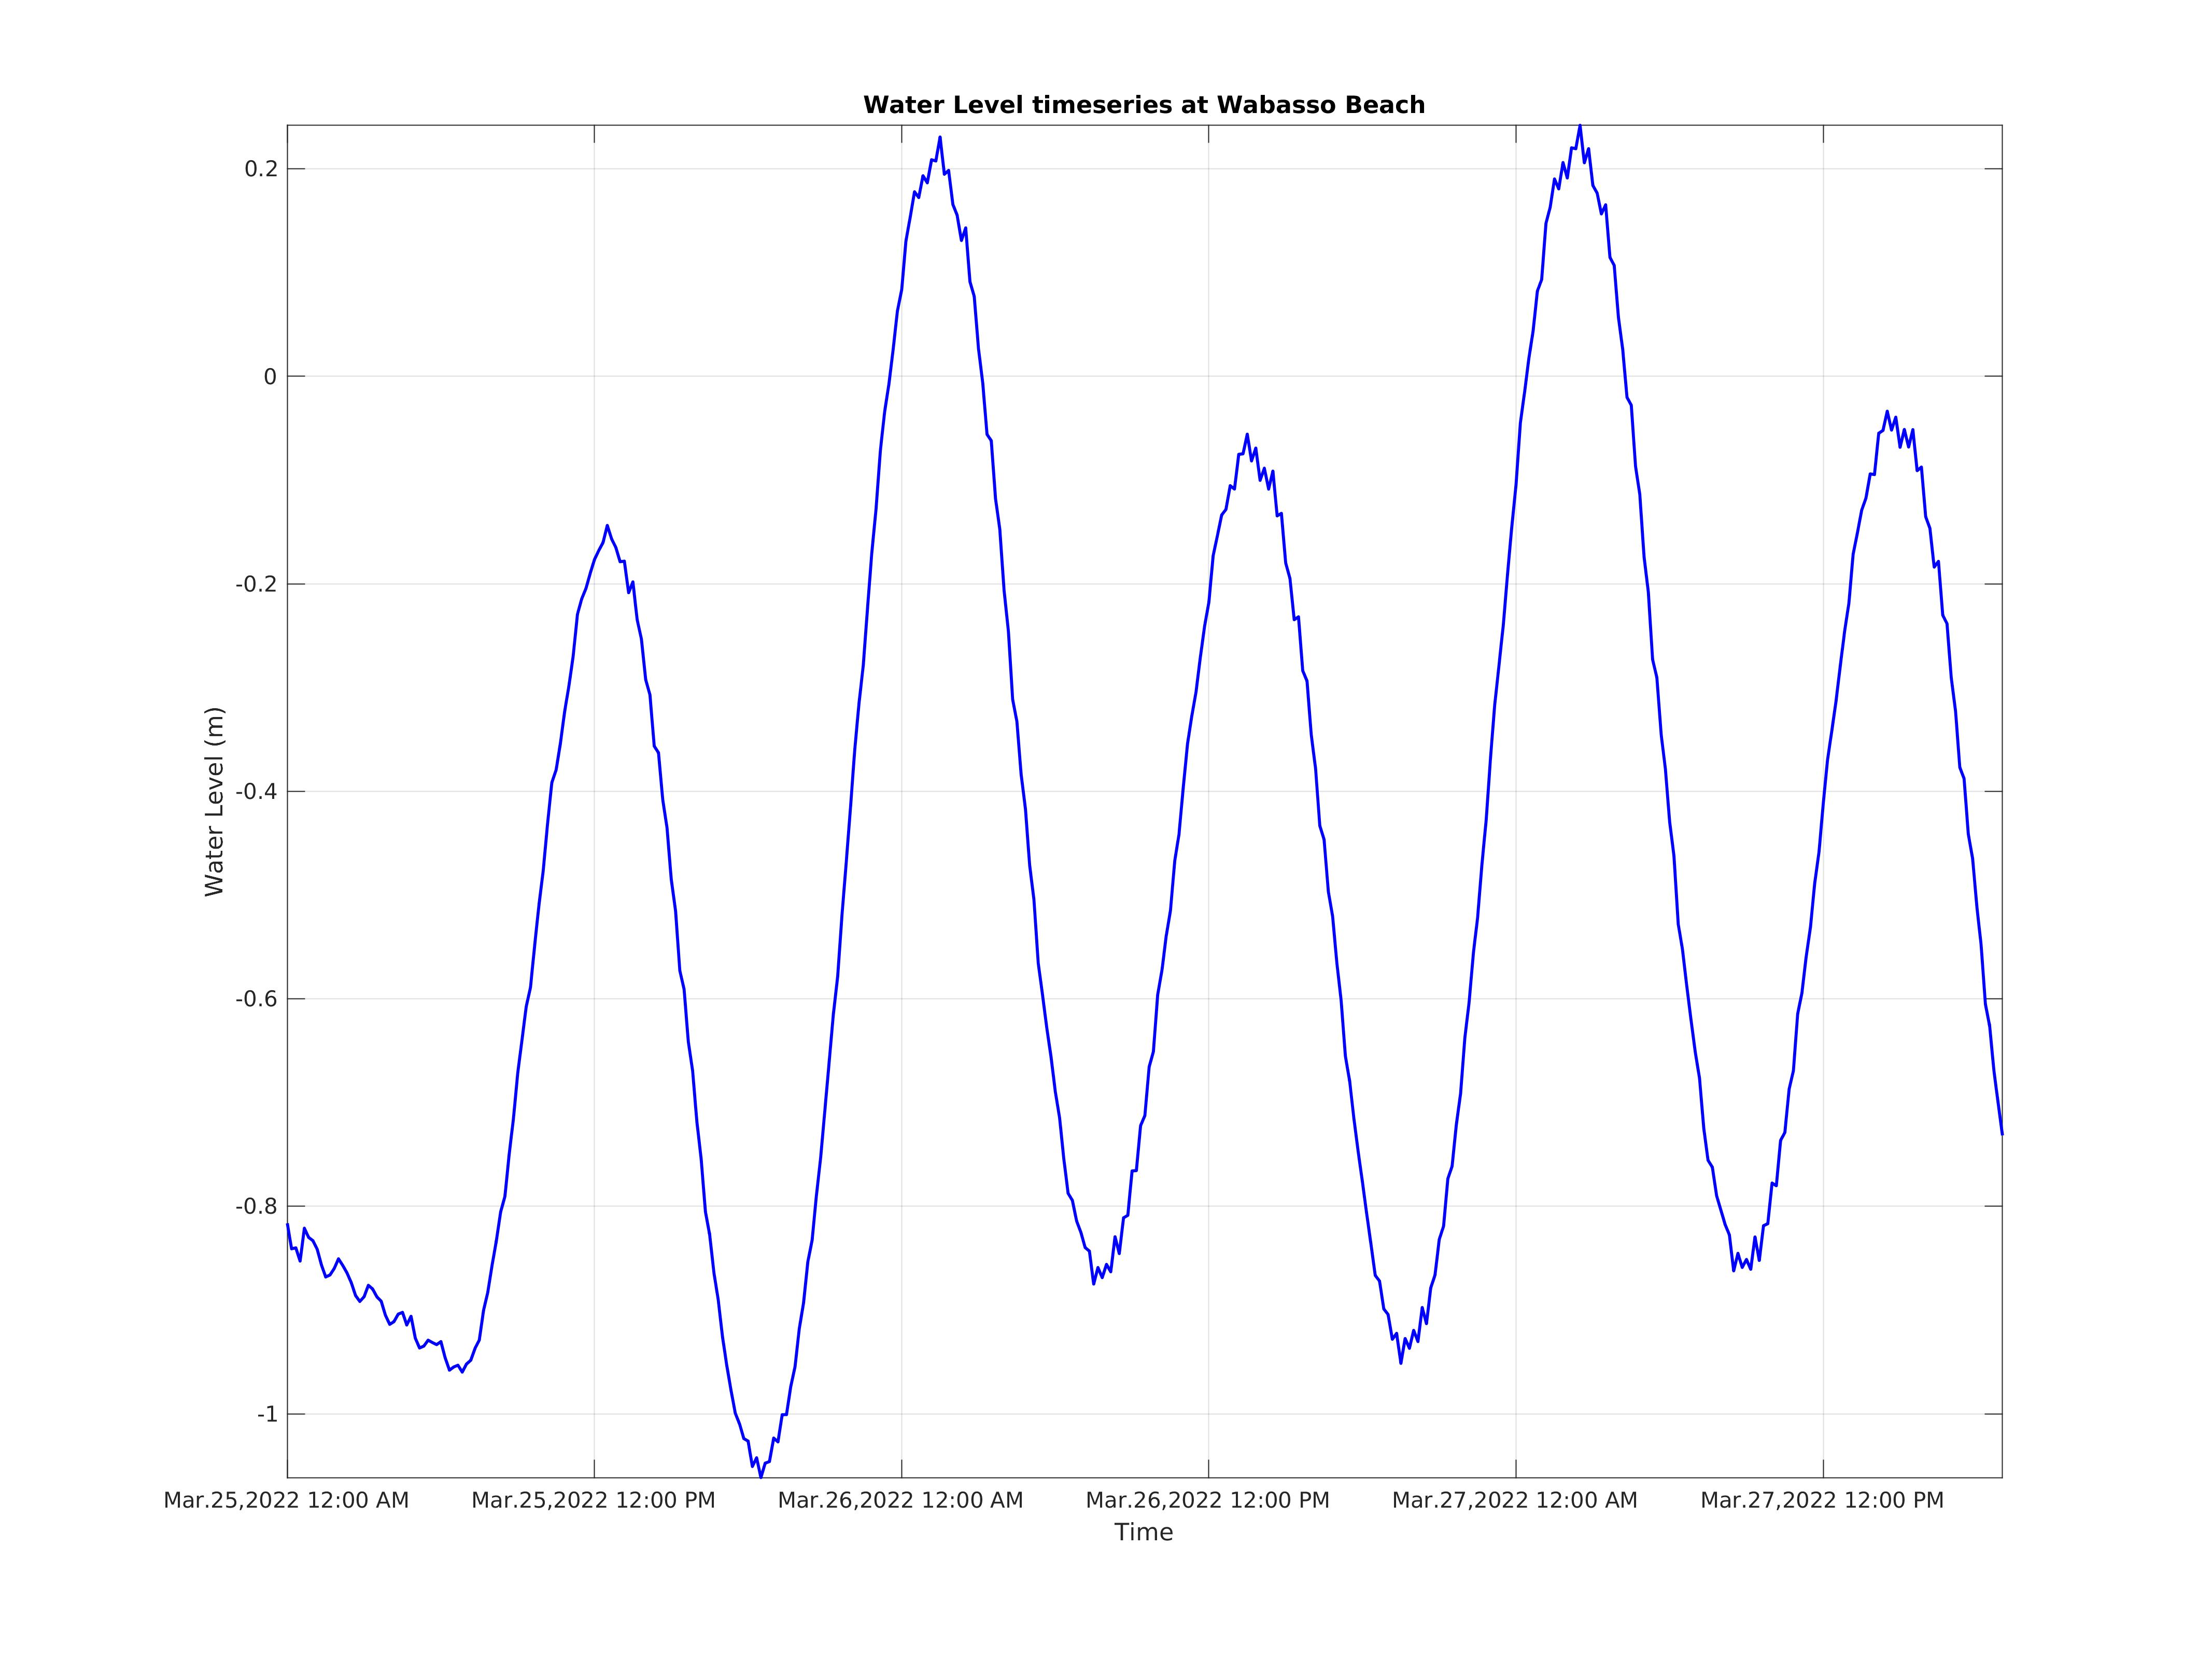 Water Level timeseries at Wabasso Beach
0.2
0
-0.2
-0.4
-0.6
-0.8
-1
Water Level (m)
Mar.25,2022 12:00 AM
Mar.25,2022 12:00 PM
Mar.26,2022 12:00 AM
Mar.26,2022 12:00 PM
Mar.27,2022 12:00 AM
Mar.27,2022 12:00 PM
Time